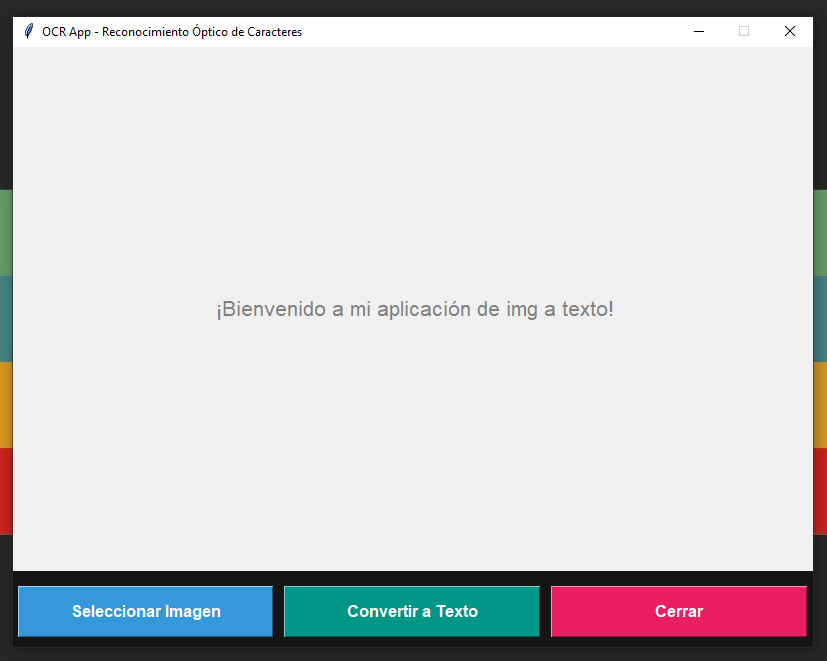 OCR App - Reconocimiento Óptico de Caracteres
¡Bienvenido a mi aplicación de img a texto!
Seleccionar Imagen
Convertir a Texto
Cerrar